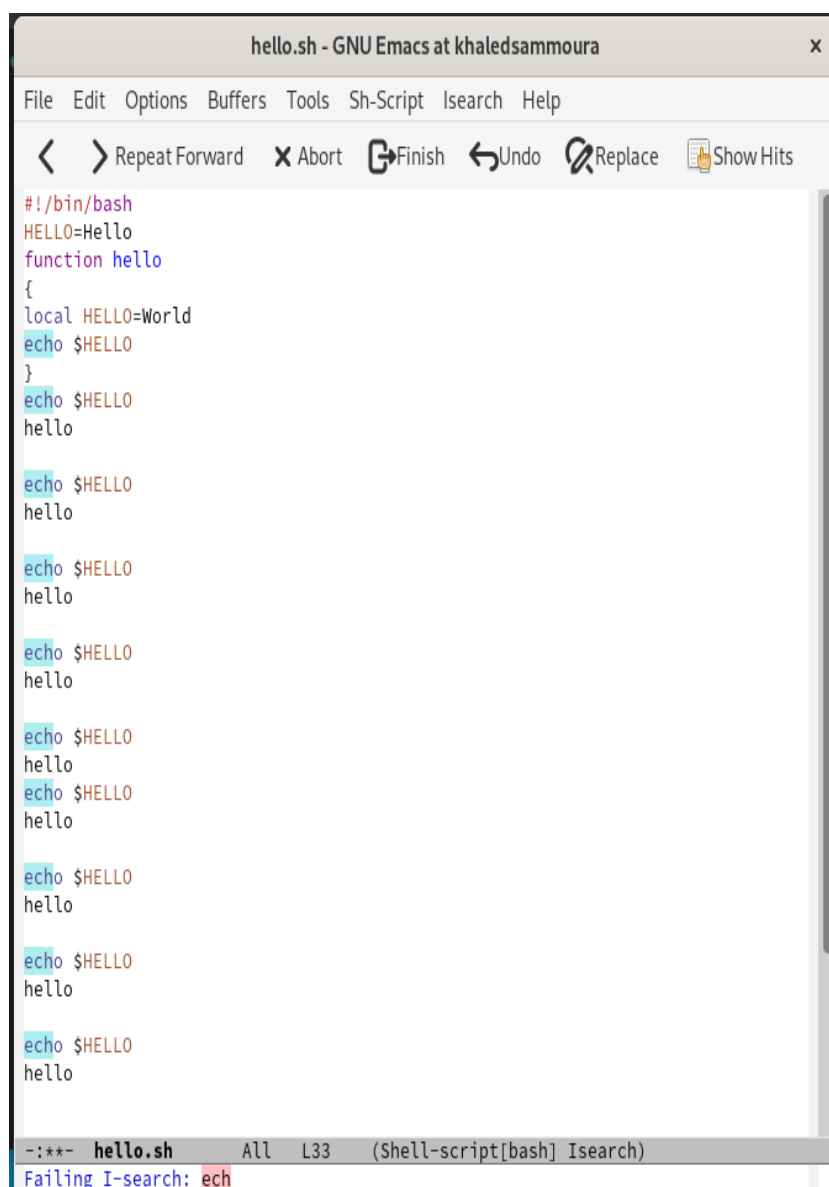 hello.sh - GNU Emacs at khaledsammoura x
File Edit Options Buffers Tools Sh-Script Isearch Help
Repeat Forward Abort Finish Undo Replace Show Hits
#!/bin/bash
HELLO=Hello
function hello
{
local HELLO=World
echo $HELLO
}
echo $HELLO
hello

echo $HELLO
hello

echo $HELLO
hello

echo $HELLO
hello

echo $HELLO
hello
echo $HELLO
hello

echo $HELLO
hello

echo $HELLO
hello

echo $HELLO
hello

-:**- hello.sh All L33 (Shell-script[bash] Isearch)
Failing I-search: ech